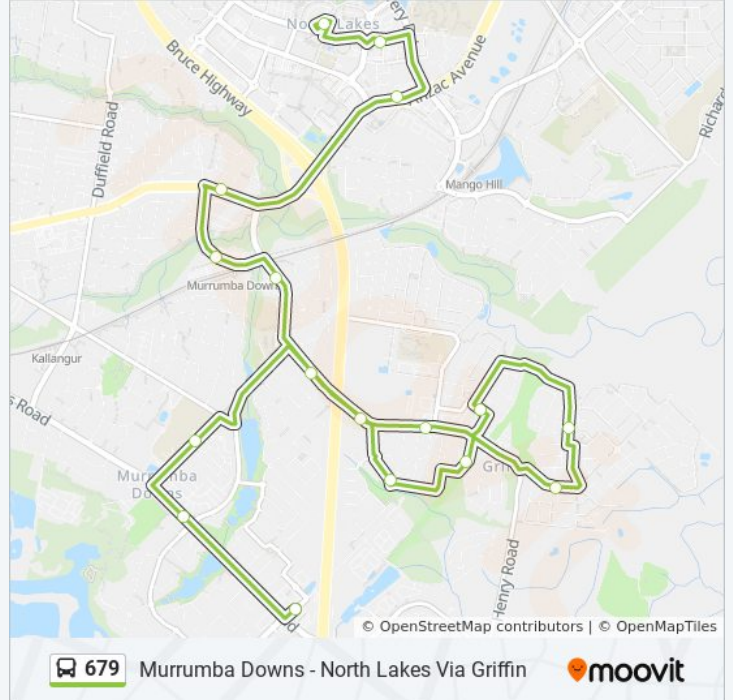 North Lakes
Bruce Highway
Anzac Avenue
Duffield Road
Mango Hill
Murrumba Downs
Kallangur
Murrumba
Downs
Henry Road
© OpenStreetMap contributors | © OpenMapTiles
679 Murrumba Downs - North Lakes Via Griffin moovit